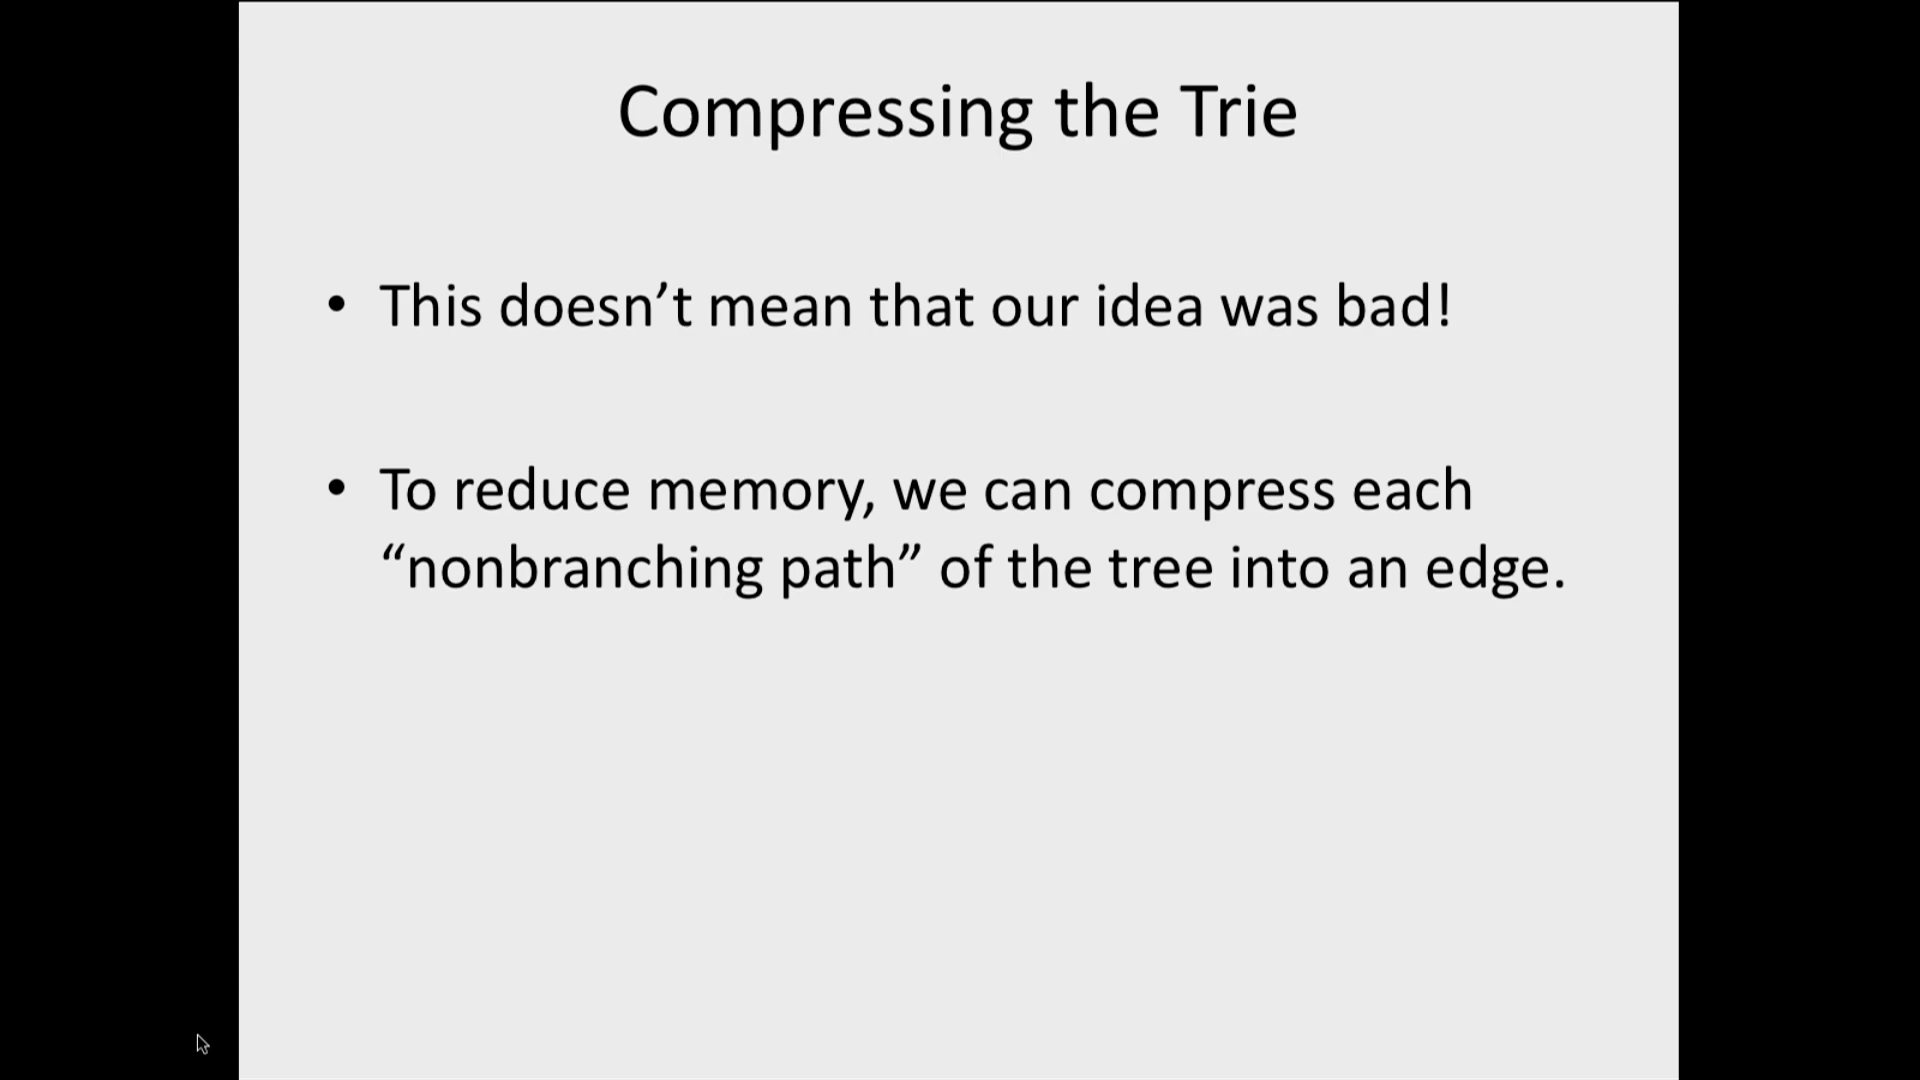 Compressing the Trie
• This doesn’t mean that our idea was bad!
• To reduce memory, we can compress each
“nonbranching path” of the tree into an edge.